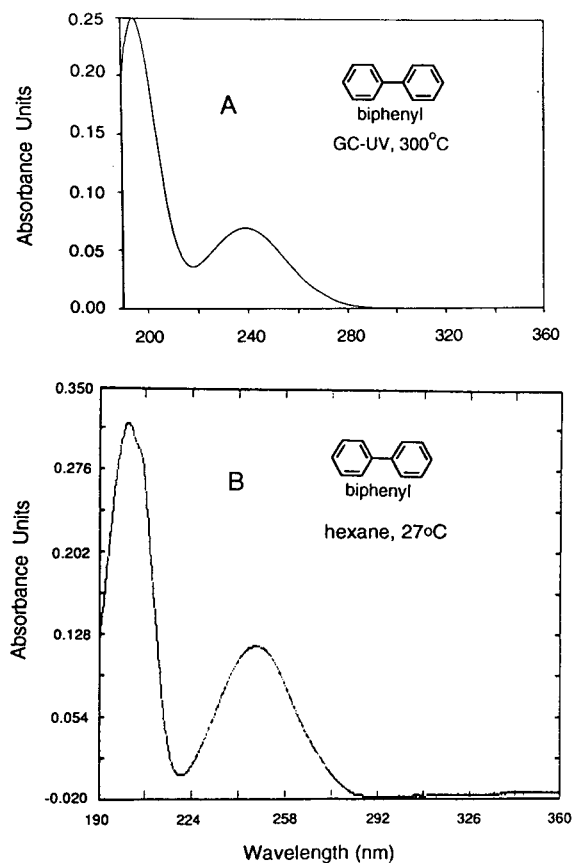 0.25
0.20
0.15
0.10
0.05
0.00
Absorbance Units
A
biphenyl
GC-UV, 300°C
200 240 280 320 360
0.350
0.276
0.202
0.128
0.054
-0.020
Absorbance Units
B
biphenyl
hexane, 27oC
190 224 258 292 326 360
Wavelength (nm)